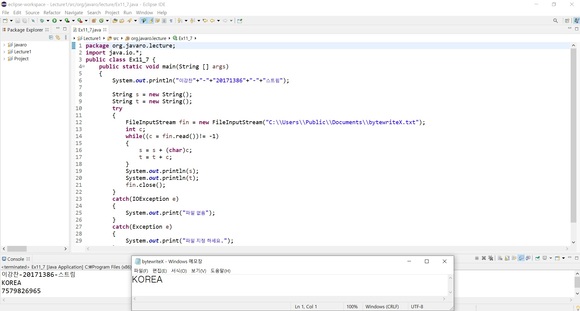 eclipse-workspace - Lecture1/src/org/javaro/lecture/Ex11_7.java - Eclipse IDE
File Edit Source Refactor Navigate Search Project Run Window Help
Package Explorer
Ex11_7.java
Lecture1 src org.javaro.lecture Ex11_7
javaro
Lecture1
Project
1 package org.javaro.lecture;
2 import java.io.*;
3 public class Ex11_7 {
4 public static void main(String [] args)
5 {
6 System.out.println("이강찬"+"-"+"20171386"+"-"+"스트림");
7
8 String s = new String();
9 String t = new String();
10 try
11 {
12 FileInputStream fin = new FileInputStream("C:\\Users\\Public\\Documents\\bytewriteX.txt");
13 int c;
14 while((c = fin.read())!= -1)
15 {
16 s = s + (char)c;
17 t = t + c;
18 }
19 System.out.println(s);
20 System.out.println(t);
21 fin.close();
22 }
23 catch(IOException e)
24 {
25 System.out.print("파일 없음");
26 }
27 catch(Exception e)
28 {
29 System.out.print("파일 지정 하세요.");
Console
<terminated> Ex11_7 [Java Application] C:\Program Files
이강찬-20171386-스트림
KOREA
7579826965
bytewriteX - Windows 메모장
파일(F) 편집(E) 서식(O) 보기(V) 도움말(H)
KOREA
Ln 1, Col 1 100% Windows (CRLF) UTF-8